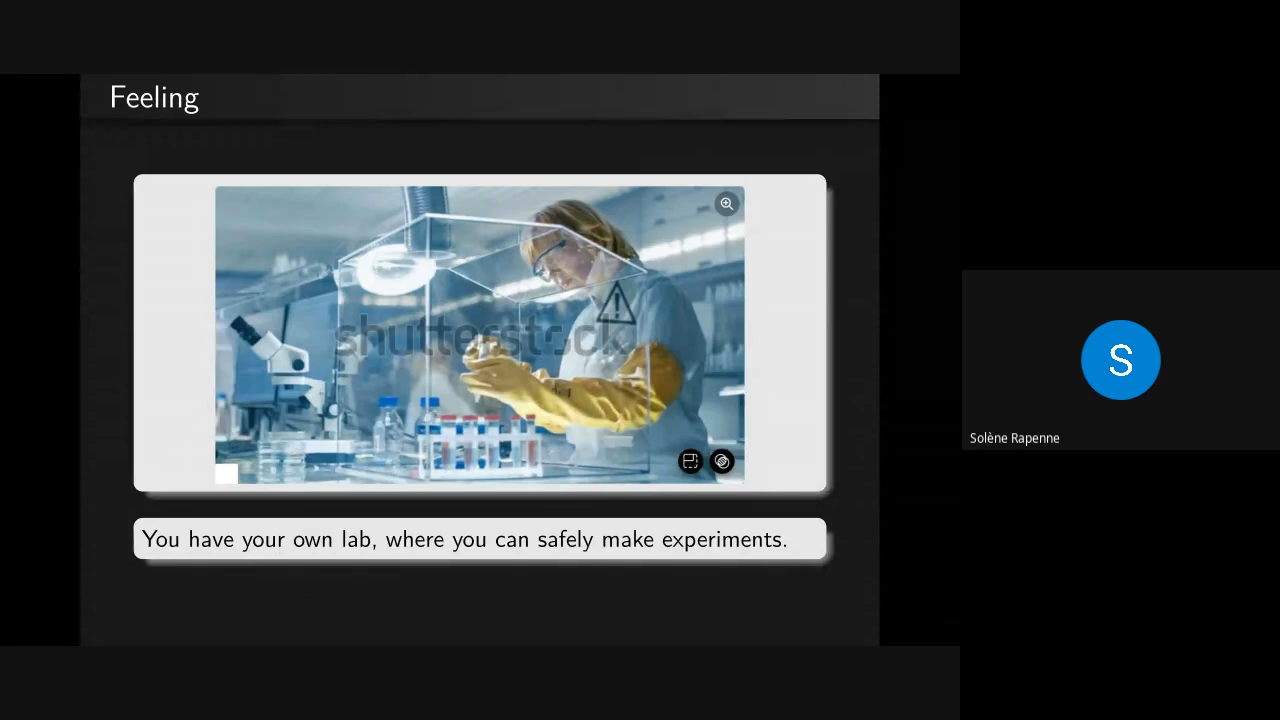 Feeling
shutterstock
You have your own lab, where you can safely make experiments.
S
Solène Rapenne